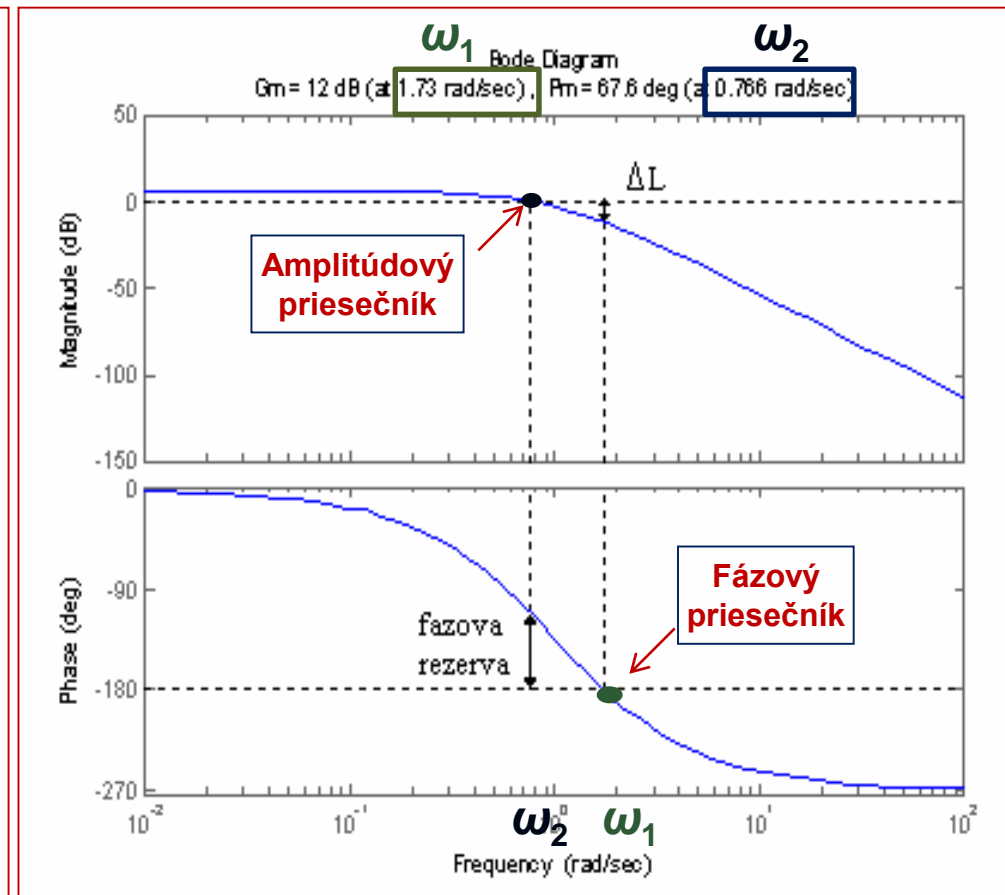 ω1 ω2
Bode Diagram
Gm = 12 dB (at 1.73 rad/sec) , Pm = 67.6 deg (at 0.766 rad/sec)
50
0
-50
-100
-150
Magnitude (dB)
ΔL
Amplitúdový
priesečník
0
-90
-180
-270
Phase (deg)
fazova
rezerva
Fázový
priesečník
10-2 10-1 100 101 102
ω2 ω1
Frequency (rad/sec)